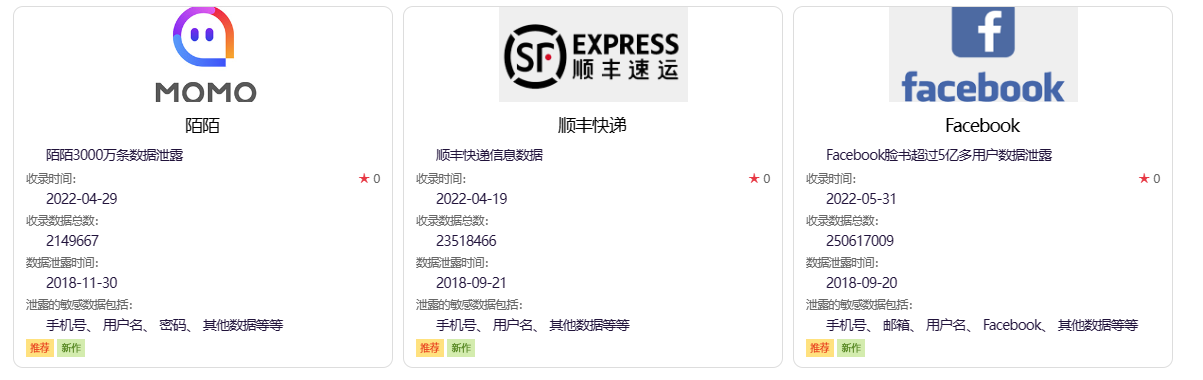 MOMO
陌陌
陌陌3000万条数据泄露
收录时间：
★ 0
2022-04-29
收录数据总数：
2149667
数据泄露时间：
2018-11-30
泄露的敏感数据包括：
手机号、 用户名、 密码、 其他数据等等
推荐 新作
SF EXPRESS
顺丰速运
顺丰快递
顺丰快递信息数据
收录时间：
★ 0
2022-04-19
收录数据总数：
23518466
数据泄露时间：
2018-09-21
泄露的敏感数据包括：
手机号、 用户名、 其他数据等等
推荐 新作
f
facebook
Facebook
Facebook脸书超过5亿多用户数据泄露
收录时间：
★ 0
2022-05-31
收录数据总数：
250617009
数据泄露时间：
2018-09-20
泄露的敏感数据包括：
手机号、 邮箱、 用户名、 Facebook、 其他数据等等
推荐 新作